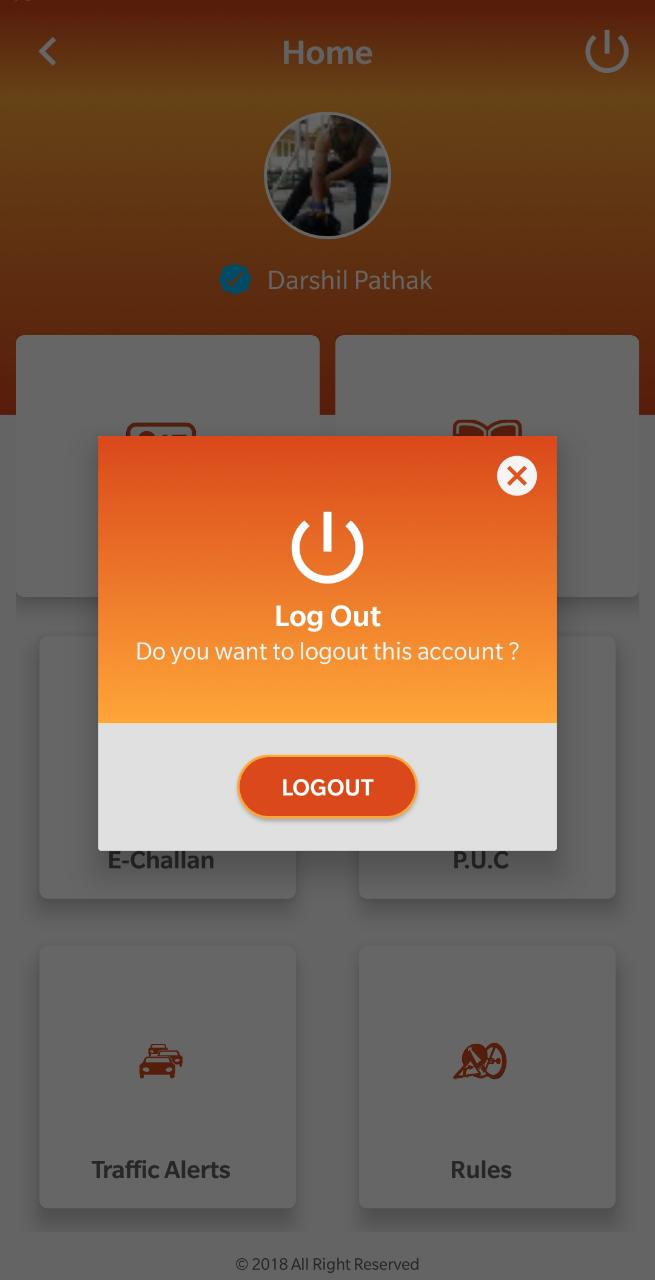 Home
Darshil Pathak
Log Out
Do you want to logout this account ?
LOGOUT
E-Challan
P.U.C
Traffic Alerts
Rules
© 2018 All Right Reserved